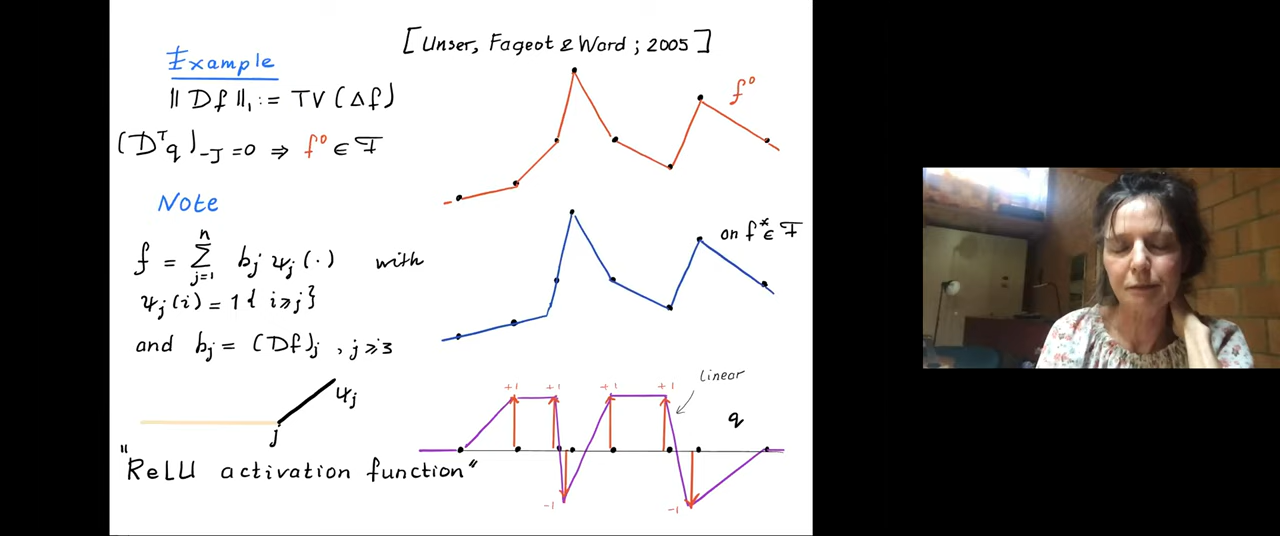 [Unser, Fageot & Ward ; 2005]
Example
|| Df ||₁ := TV (Δf)
(Dᵀq)₋J = 0 ⇒ f⁰ ∈ F
Note
f = Σ_{j=1}^{n} bj ψj (·) with
ψj (i) = 1{ i ≥ j}
and bj = (Df)j , j ≥ 3
ψj
j
"ReLU activation function"
f⁰
on f* ∈ F
Linear
+1 +1 +1 +1
q
-1 -1